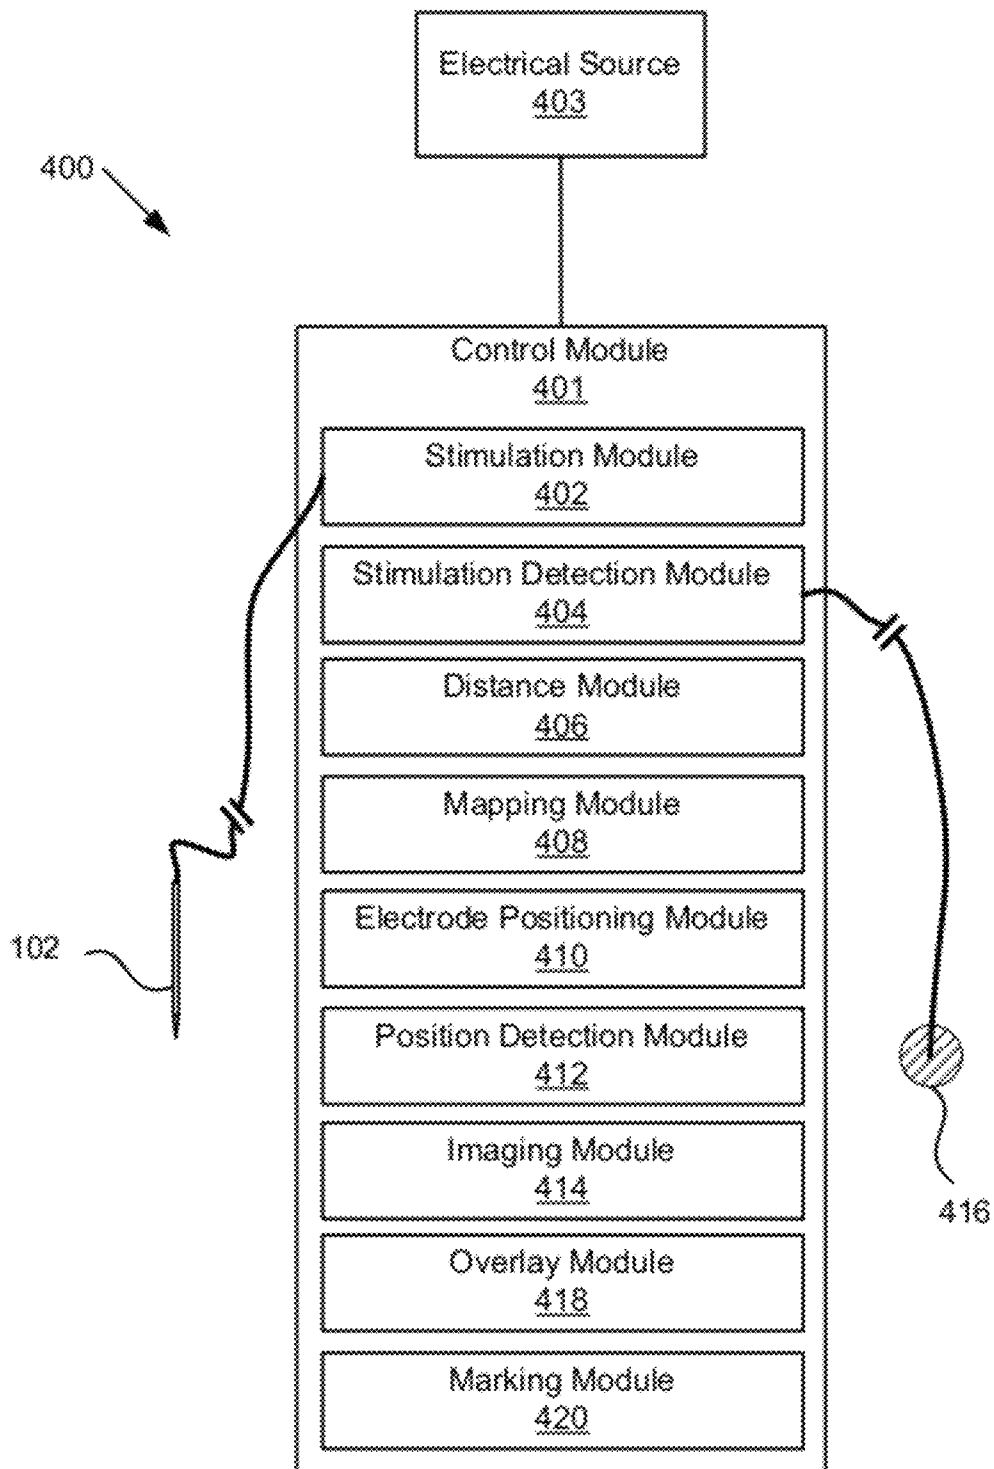 Electrical Source
403
400
Control Module
401
Stimulation Module
402
Stimulation Detection Module
404
Distance Module
406
Mapping Module
408
Electrode Positioning Module
410
102
Position Detection Module
412
Imaging Module
414
416
Overlay Module
418
Marking Module
420